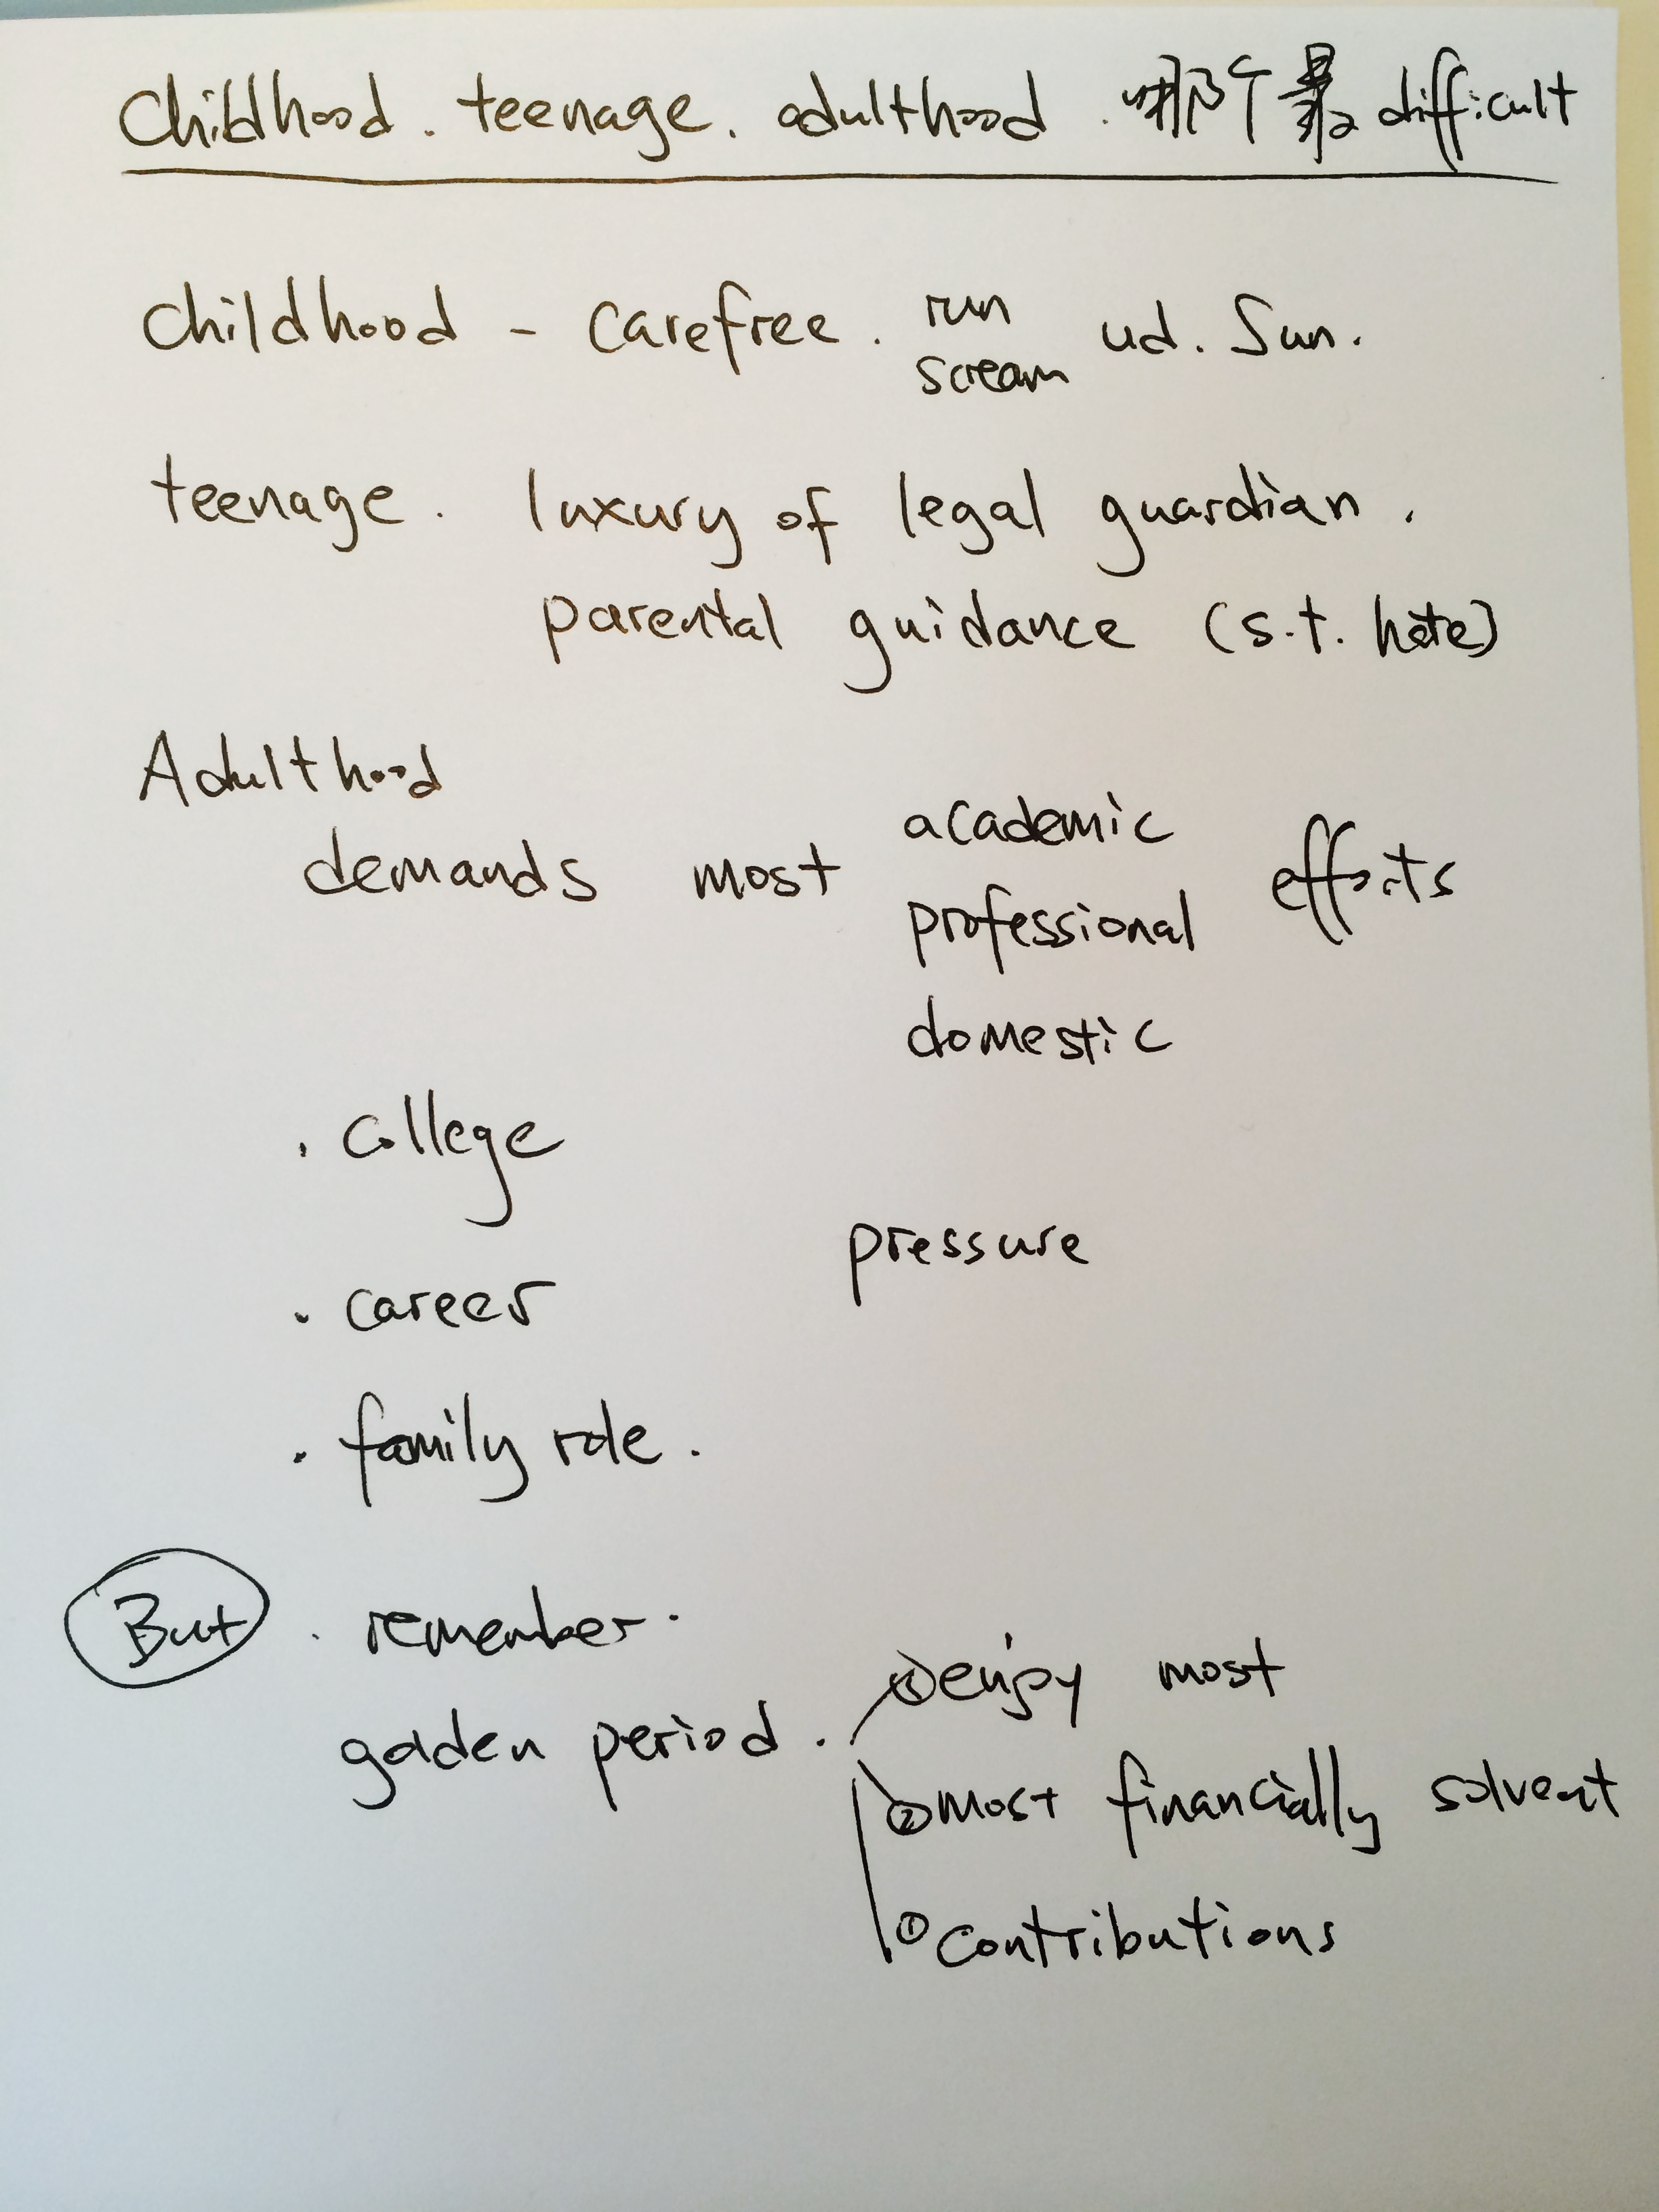 Childhood. teenage. adulthood. 哪个最 difficult
childhood - carefree. run
scream
ud. Sun.
teenage. luxury of legal guardian.
parental guidance (s.t. hate)
Adulthood
demands most academic efforts
professional
domestic
· college
pressure
· career
· family role.
But · remember.
golden period. ③ enjoy most
② most financially solvent
① contributions